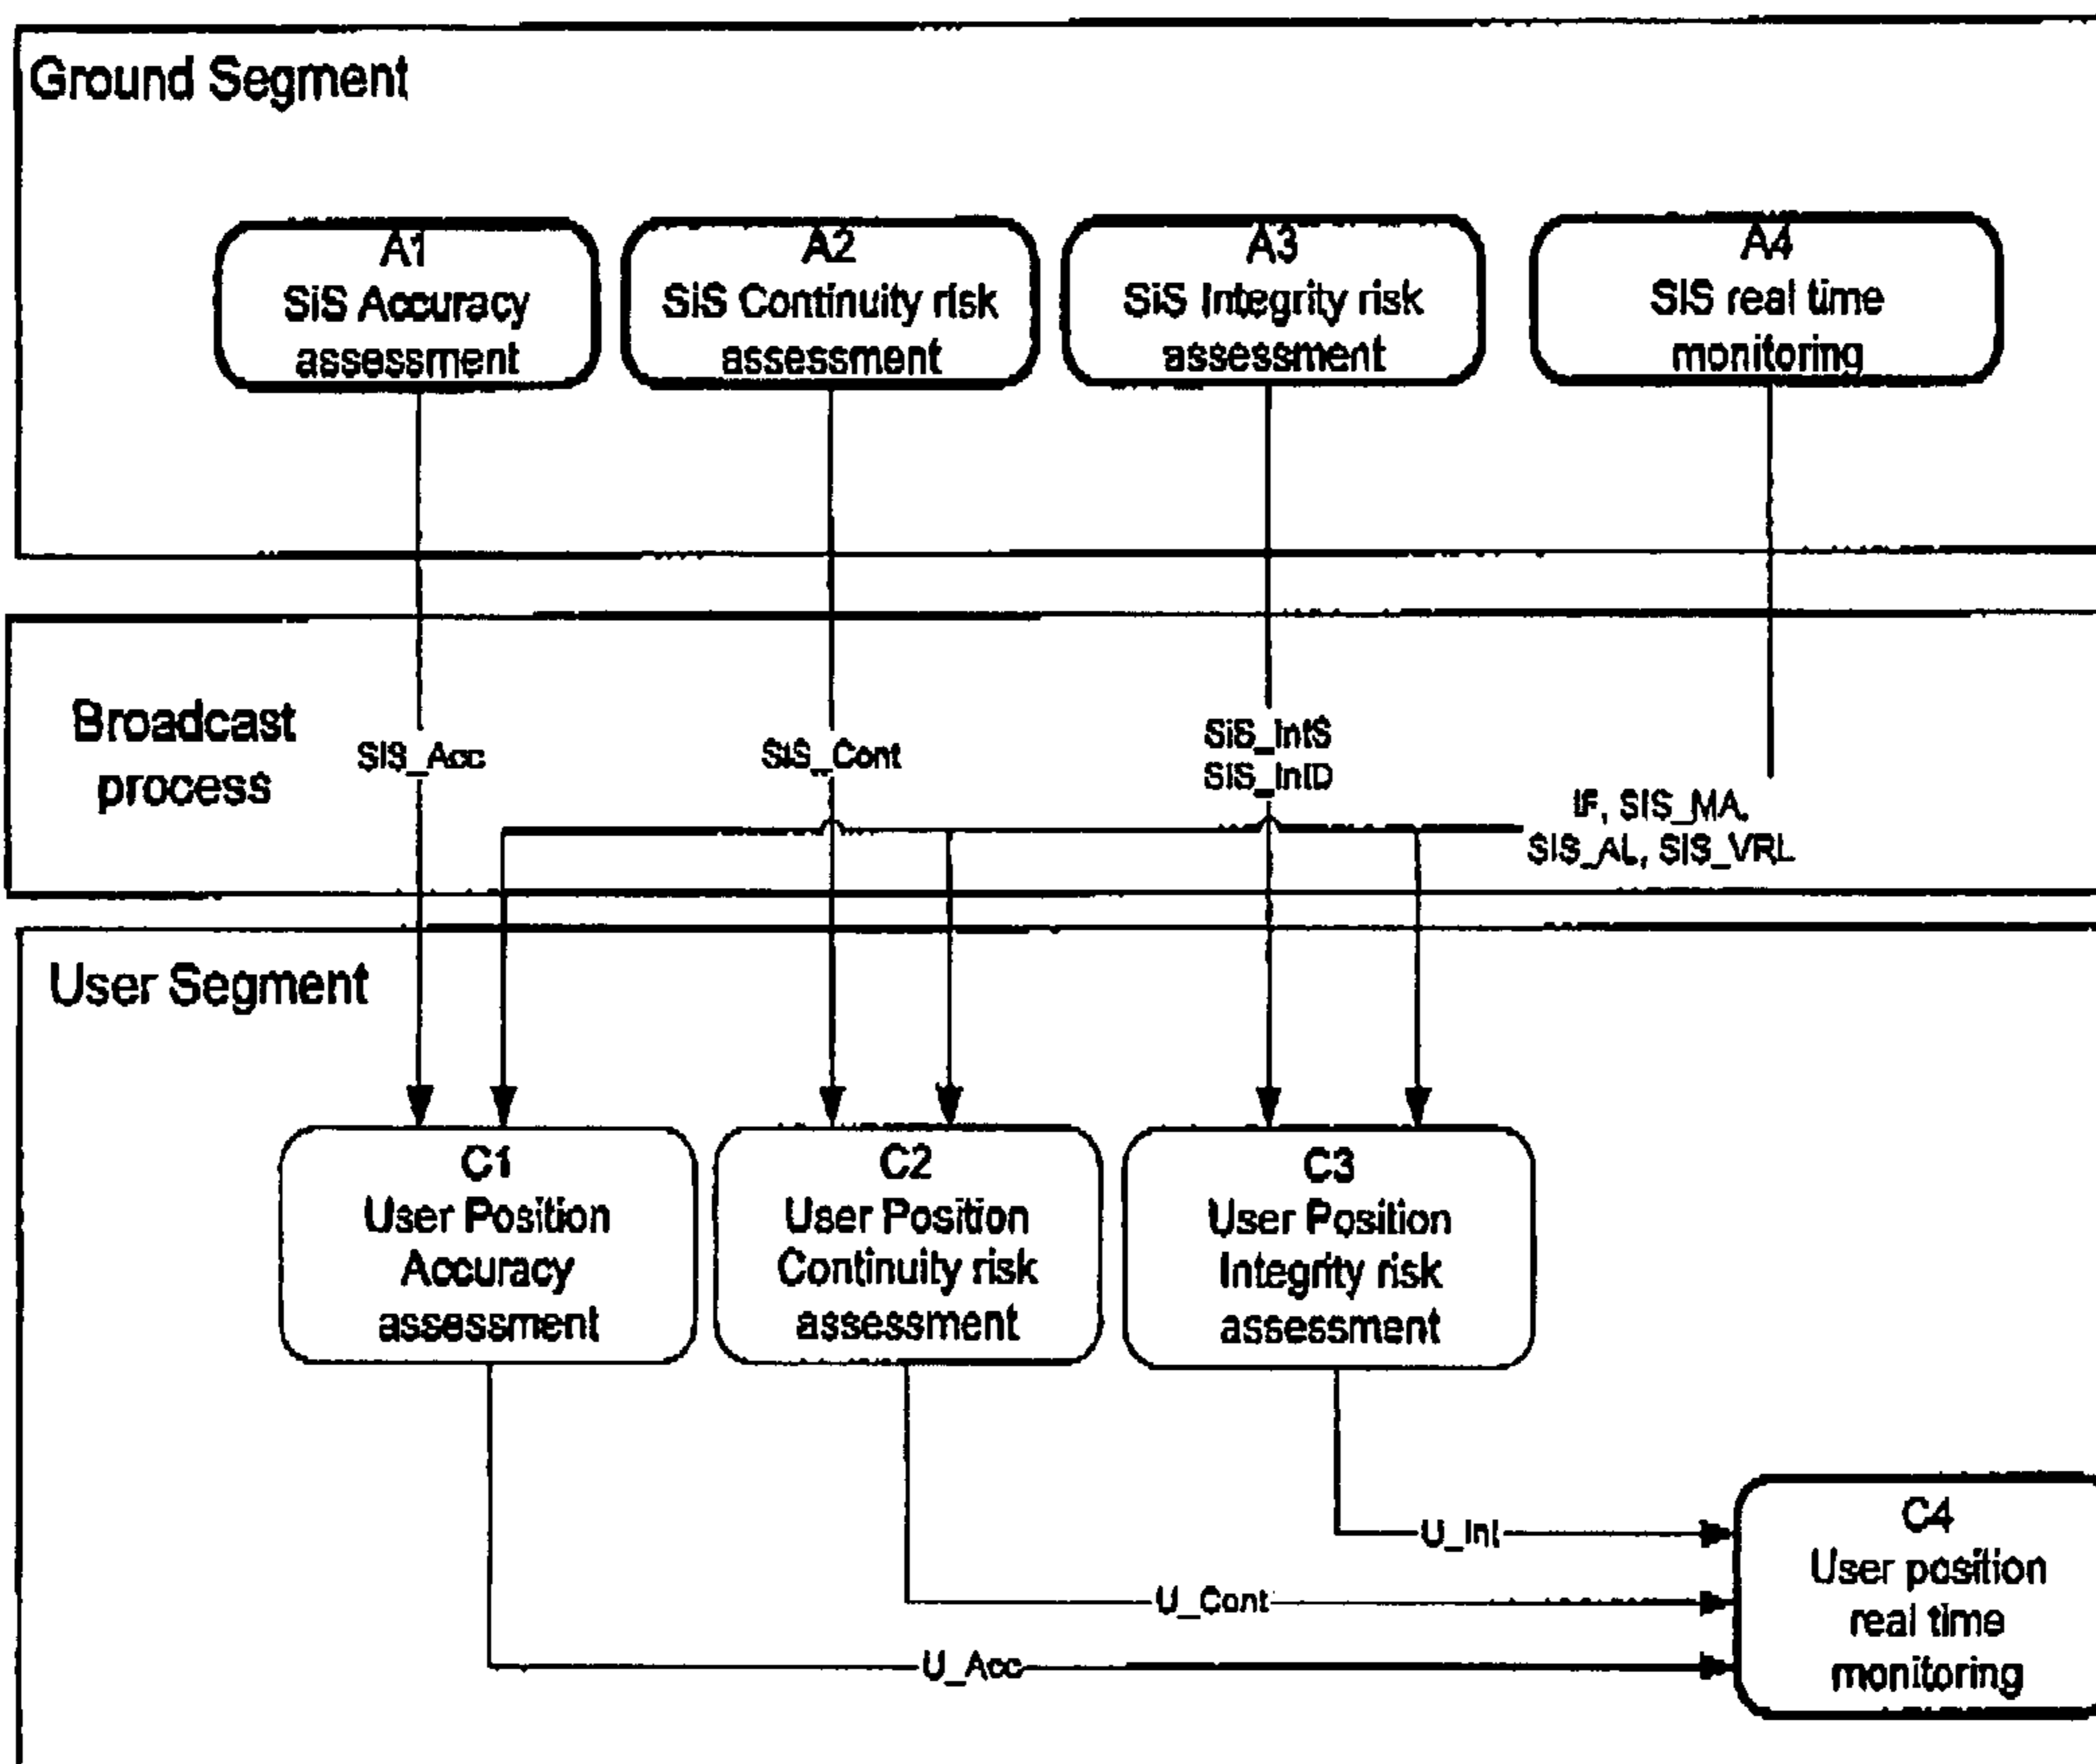 Ground Segment
A1
SiS Accuracy
assessment
A2
SiS Continuity risk
assessment
A3
SiS Integrity risk
assessment
A4
SIS real time
monitoring
Broadcast
process
SIS_Acc
SIS_Cont
SiS_IntS
SIS_IntD
IF, SIS_MA,
SIS_AL, SIS_VRL
User Segment
C1
User Position
Accuracy
assessment
C2
User Position
Continuity risk
assessment
C3
User Position
Integrity risk
assessment
U_Int
U_Cont
U_Acc
C4
User position
real time
monitoring